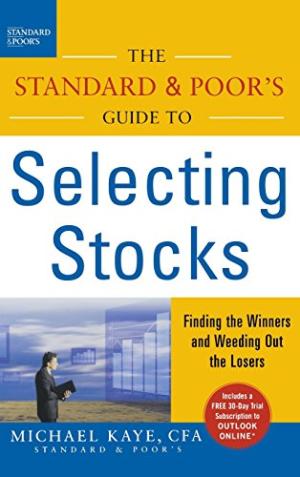 STANDARD
& POOR'S
THE
STANDARD & POOR'S
GUIDE TO
Selecting
Stocks
Finding the Winners
and Weeding Out
the Losers
Includes a
FREE 30-Day Trial
Subscription to
OUTLOOK
ONLINE*
MICHAEL KAYE, CFA
STANDARD & POOR'S